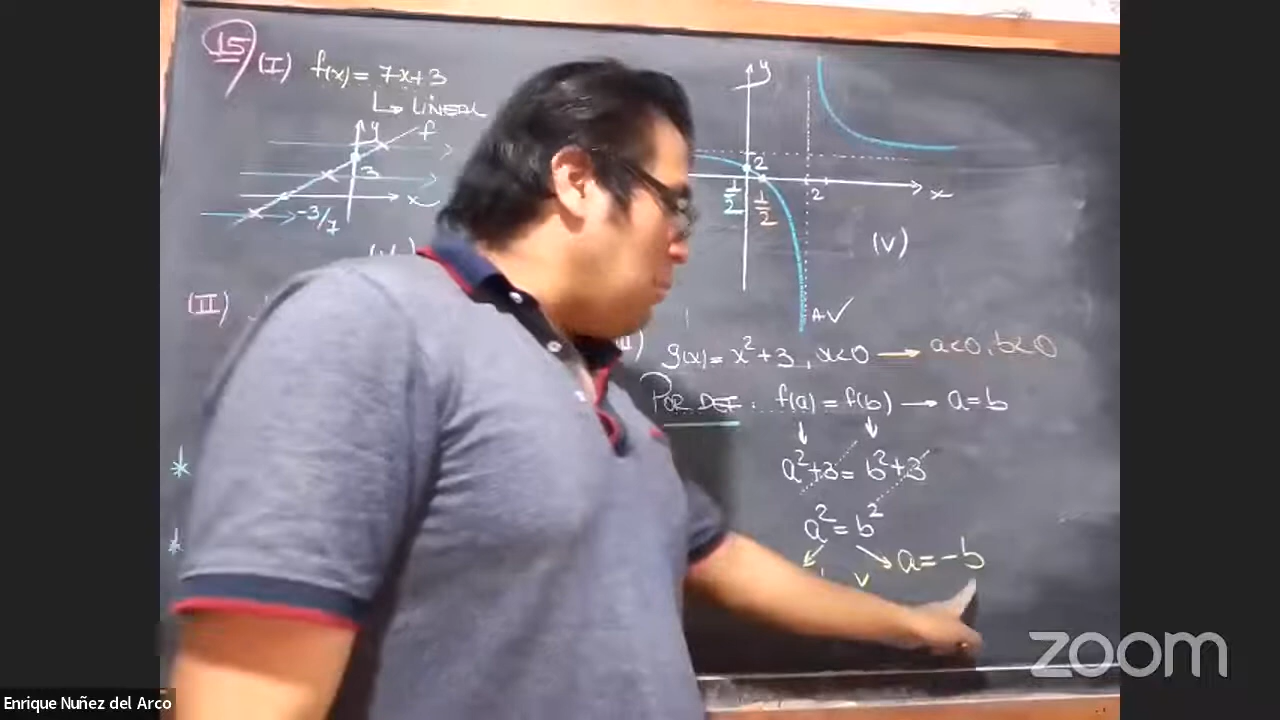 15/ (I) f(x) = 7x+3
↳ LINEAL
y f
3
x
-3/7
(V)
y
2
1/2 1/2 2 x
(V)
A.V ✓
(II)
g(x) = x²+3, x<0 → a<0, b<0
POR DEF: f(a) = f(b) → a=b
a²+3 = b²+3
a² = b²
a=-b
v
zoom
Enrique Nuñez del Arco